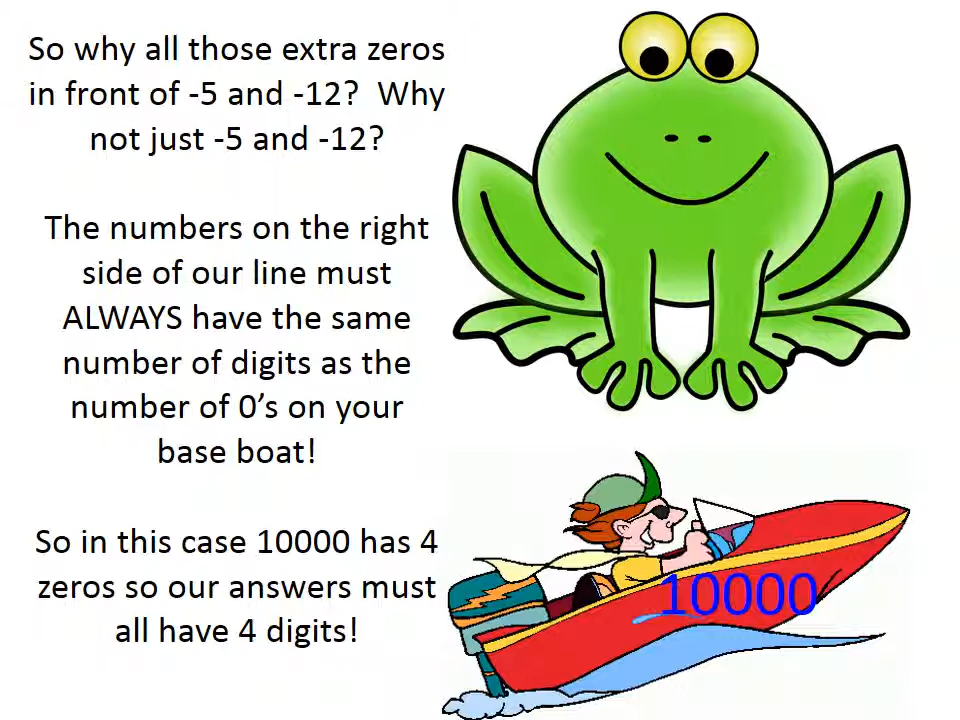 So why all those extra zeros
in front of -5 and -12?  Why
not just -5 and -12?
The numbers on the right
side of our line must
ALWAYS have the same
number of digits as the
number of 0’s on your
base boat!
So in this case 10000 has 4
zeros so our answers must
all have 4 digits!
10000